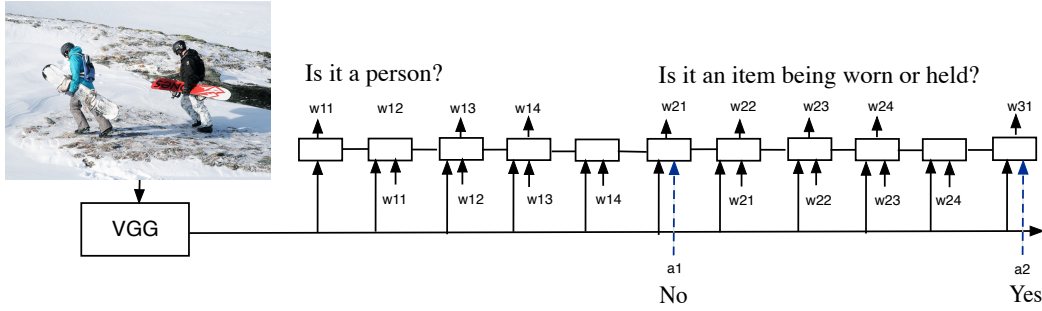 Is it a person?
Is it an item being worn or held?
w11 w12 w13 w14 w21 w22 w23 w24 w31
w11 w12 w13 w14 w21 w22 w23 w24
VGG
a1 a2
No Yes